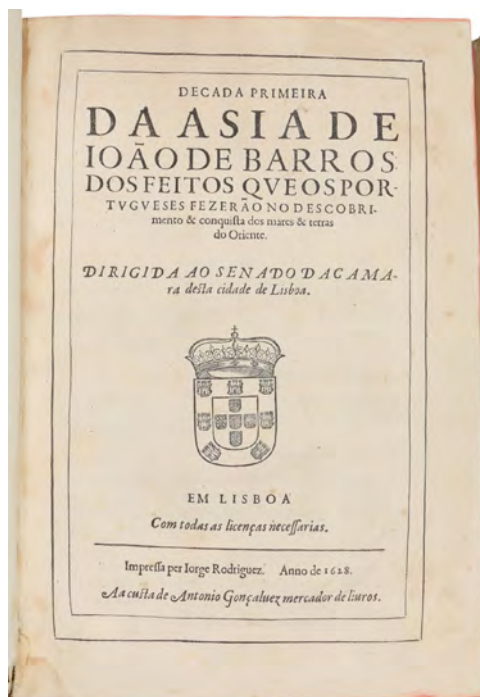 DECADA PRIMEIRA
DA ASIA DE
IOÃO DE BARROS
DOS FEITOS QVE OS POR-
TVGVESES FEZERÃO NO DESCOBRI-
mento & conquiſta dos mares & terras
do Oriente.
DIRIGIDA AO SENADO DA CAMA-
ra deſta cidade de Lisboa.
EM LISBOA
Com todas as licenças neceſſarias.
Impreſſa per Iorge Rodriguez. Anno de 1628.
Aa cuſta de Antonio Gonçaluez mercador de liuros.